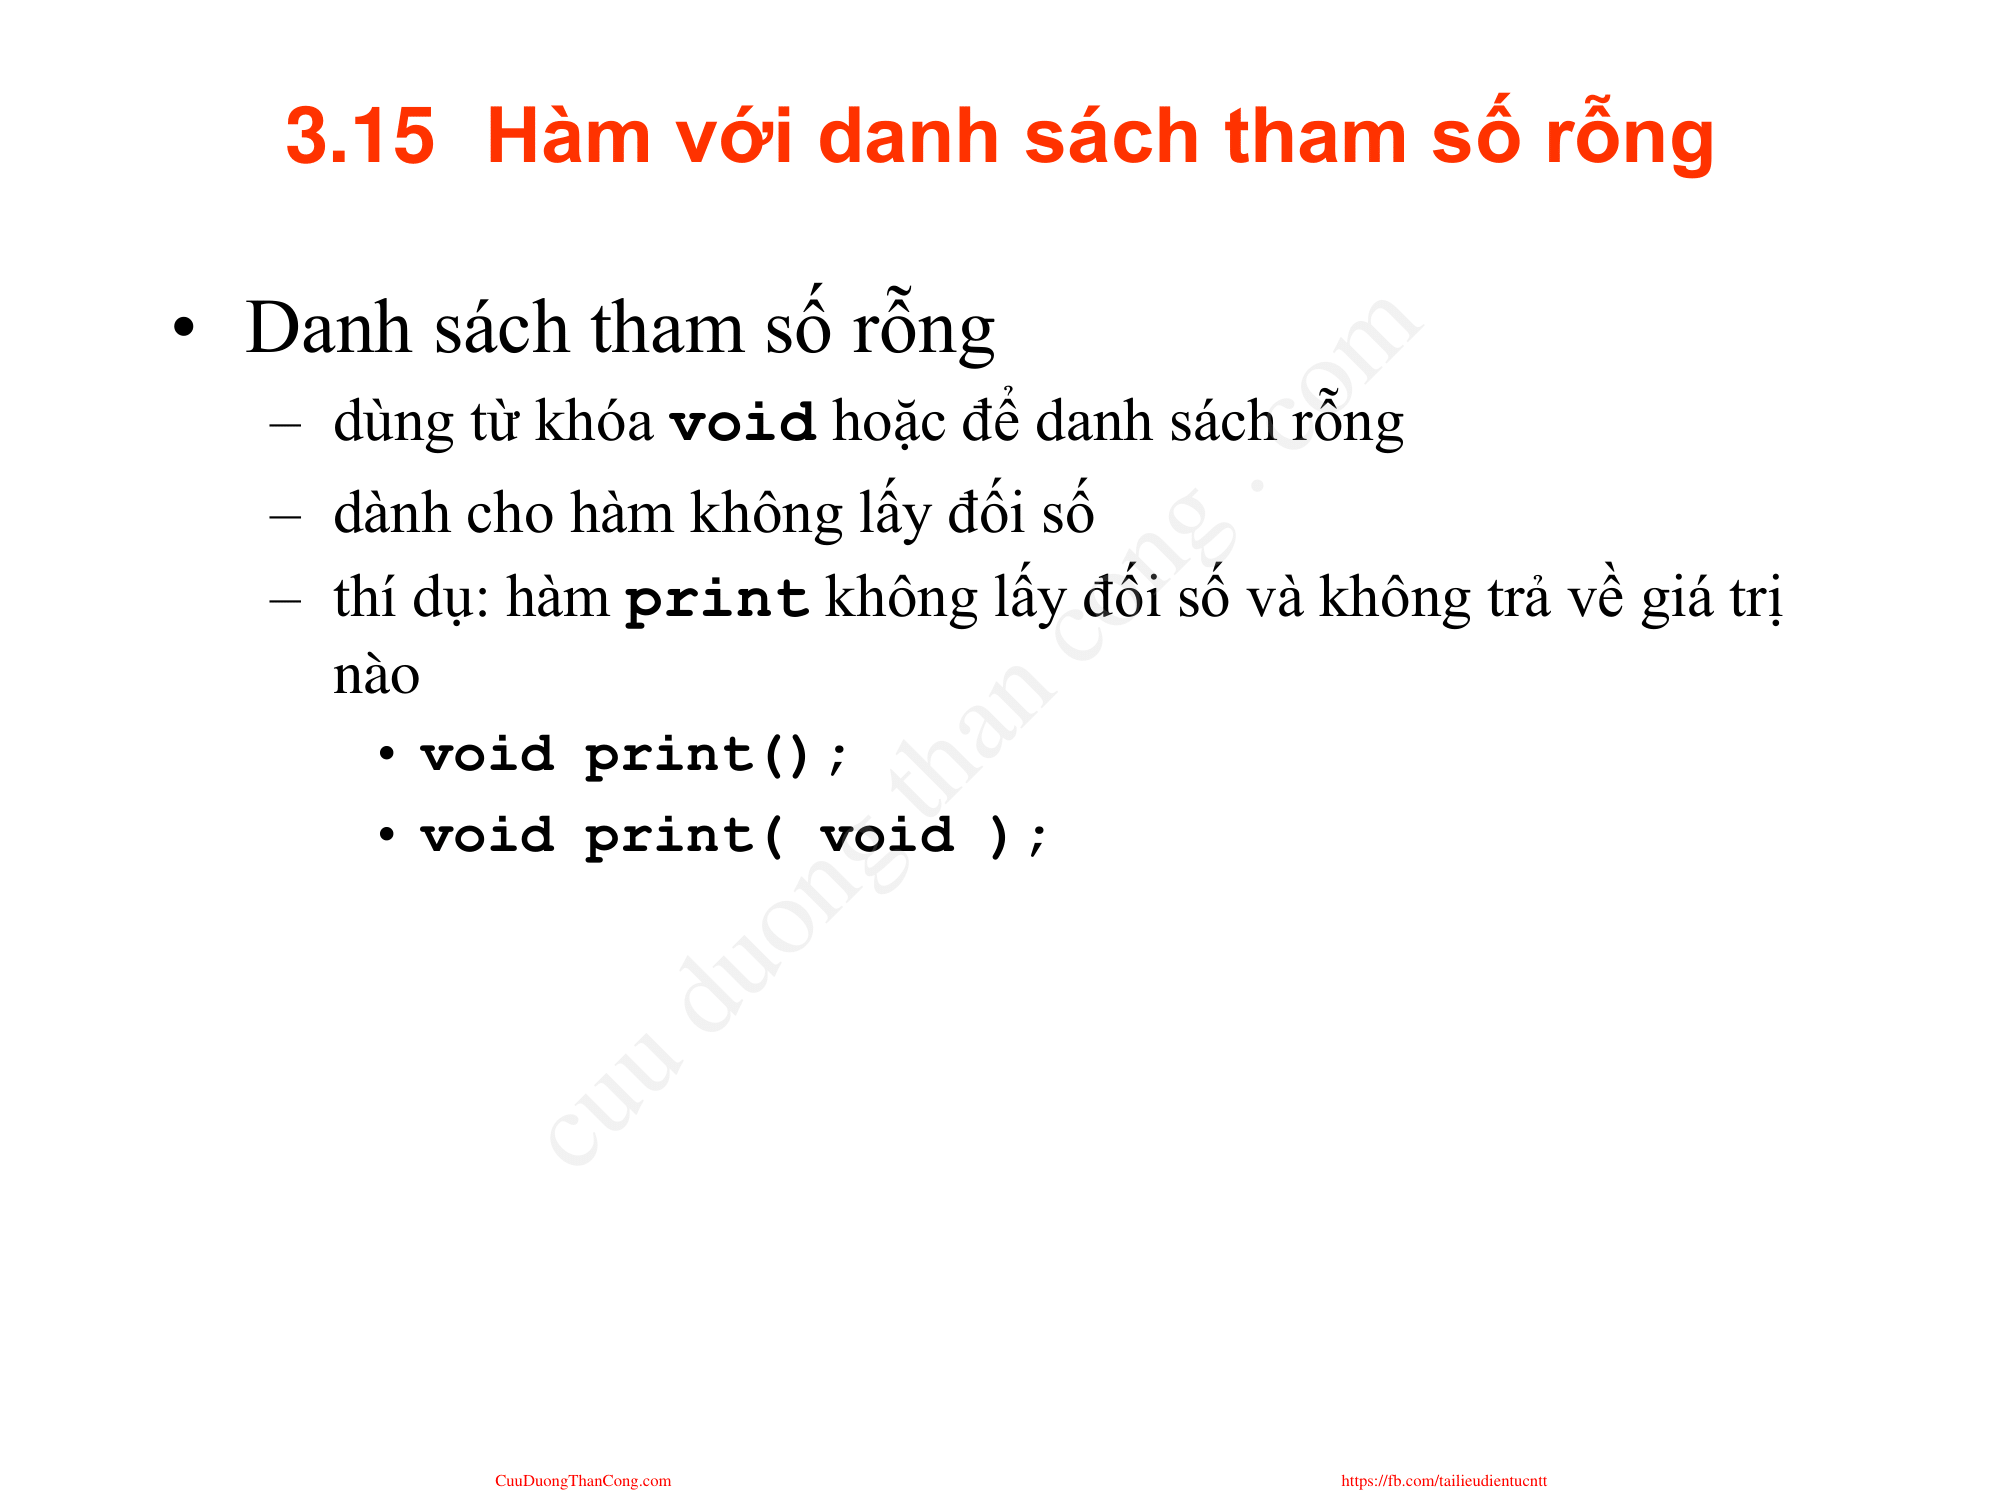 3.15 Hàm với danh sách tham số rỗng
• Danh sách tham số rỗng
– dùng từ khóa void hoặc để danh sách rỗng
– dành cho hàm không lấy đối số
– thí dụ: hàm print không lấy đối số và không trả về giá trị
nào
• void print();
• void print( void );
cuu duong than cong . com
CuuDuongThanCong.com
https://fb.com/tailieudientucntt